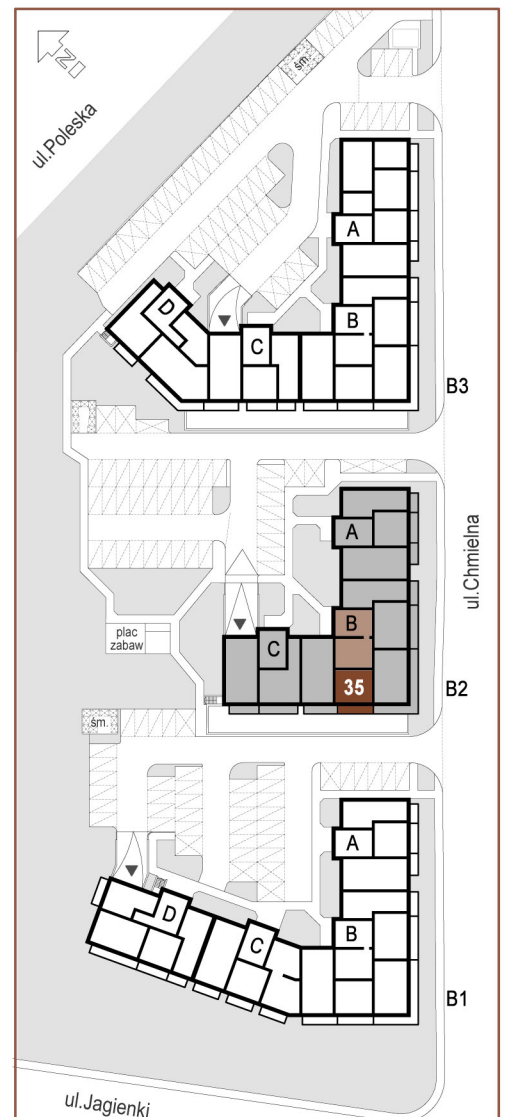 N
ul.Poleska
śm.
A
D
B
C
B3
A
ul.Chmielna
B
C
plac
zabaw
35
B2
śm.
A
D
C
B
B1
ul.Jagienki